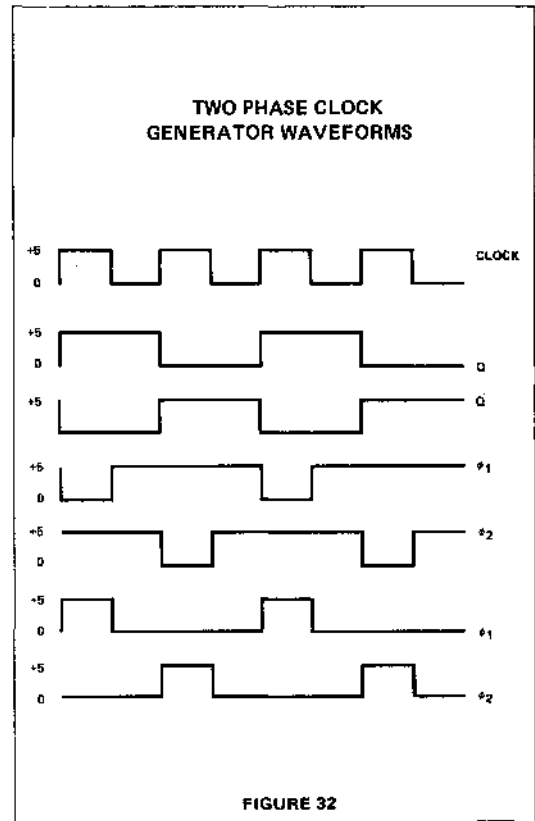 TWO PHASE CLOCK
GENERATOR WAVEFORMS
+5
CLOCK
0
+5
0
Q
+5
Q
+5
ϕ1
0
+5
ϕ2
0
+5
0
ϕ1
+5
0
ϕ2
FIGURE 32